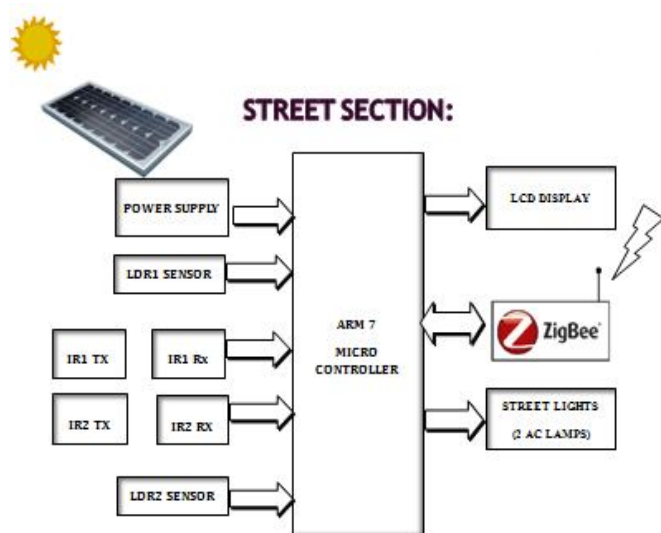 STREET SECTION:
POWER SUPPLY
LDR1 SENSOR
IR1 TX
IR1 Rx
IR2 TX
IR2 RX
LDR2 SENSOR
ARM 7
MICRO
CONTROLLER
LCD DISPLAY
ZigBee®
STREET LIGHTS
(2 AC LAMPS)